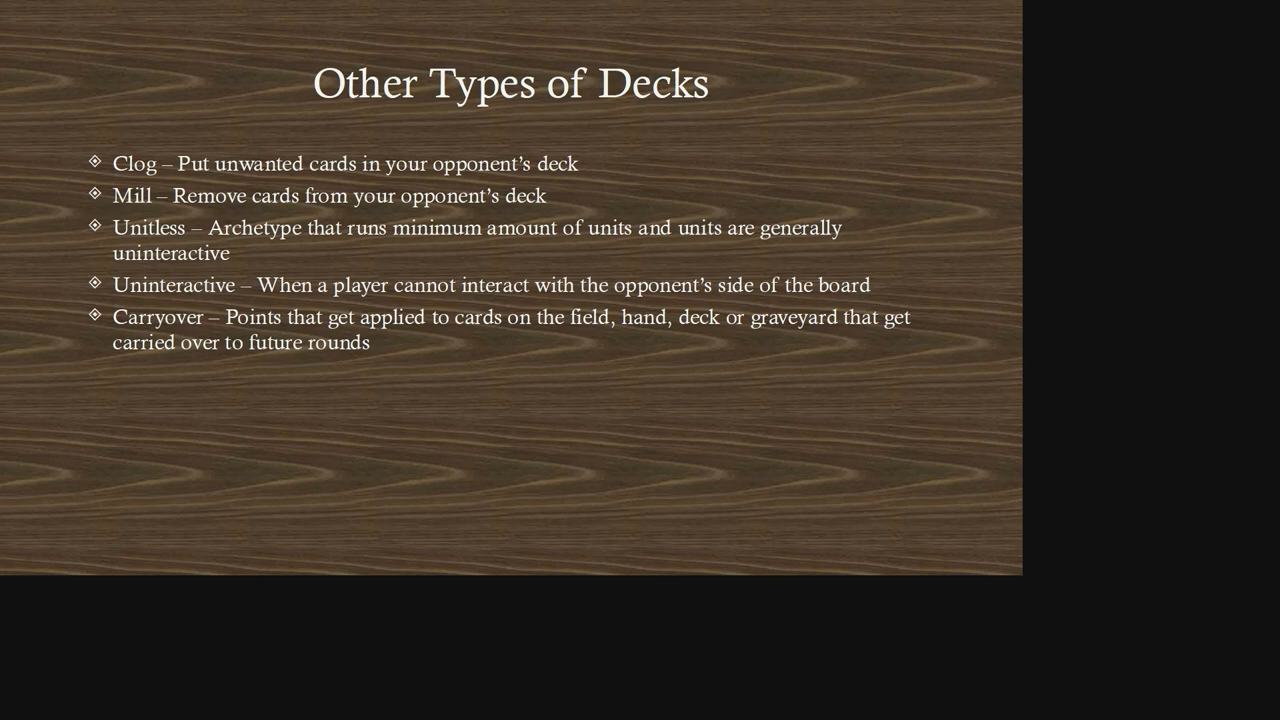 Other Types of Decks
Clog – Put unwanted cards in your opponent’s deck
Mill – Remove cards from your opponent’s deck
Unitless – Archetype that runs minimum amount of units and units are generally
uninteractive
Uninteractive – When a player cannot interact with the opponent’s side of the board
Carryover – Points that get applied to cards on the field, hand, deck or graveyard that get
carried over to future rounds